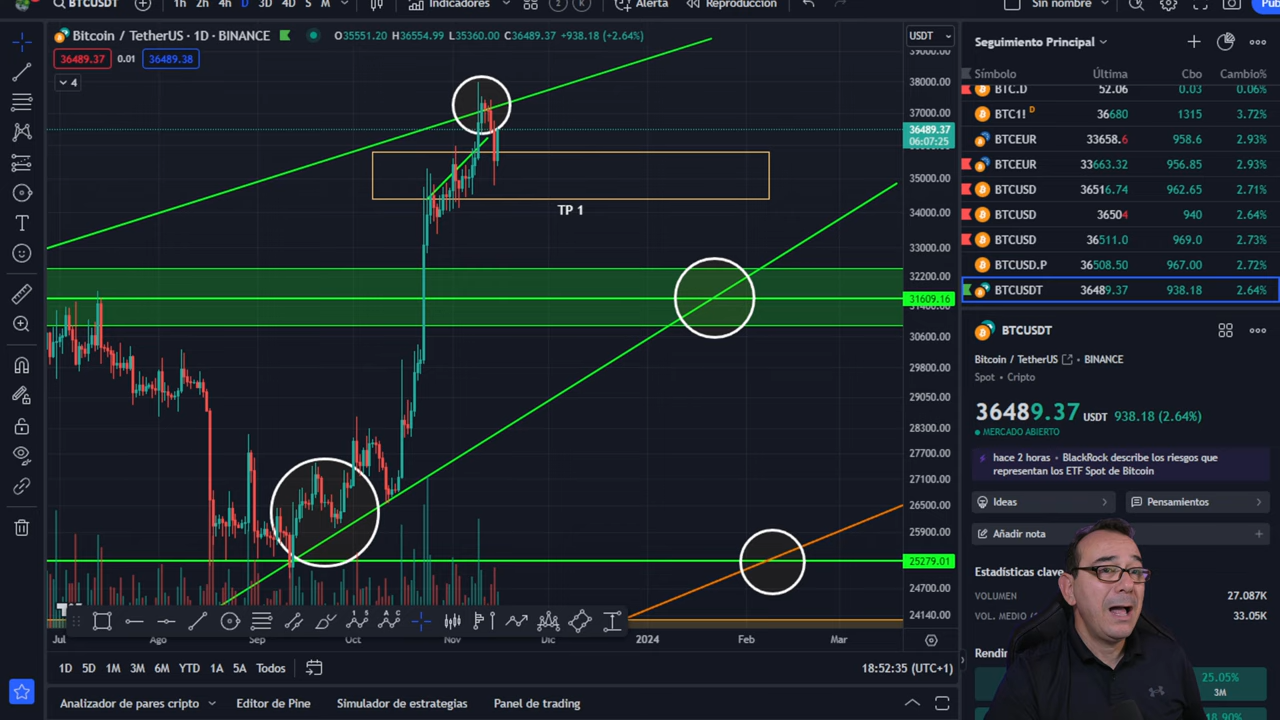 BTCUSDT
1h 2h 4h D 3D 4D S M
Indicadores
2 K
Alerta
Reproducción
Sin nombre
Pub
Bitcoin / TetherUS · 1D · BINANCE
O35551.20 H36554.99 L35360.00 C36489.37 +938.18 (+2.64%)
USDT
36489.37 0.01 36489.38
4
39000.00
38000.00
37000.00
36489.37
06:07:25
35000.00
34000.00
33000.00
32200.00
31609.16
30600.00
29800.00
29050.00
28300.00
27700.00
27100.00
26500.00
25900.00
25279.01
24700.00
24140.00
TP 1
Jul Ago Sep Oct Nov Dic 2024 Feb Mar
1D 5D 1M 3M 6M YTD 1A 5A Todos
18:52:35 (UTC+1)
Analizador de pares cripto Editor de Pine Simulador de estrategias Panel de trading
Seguimiento Principal
Símbolo Última Cbo Cambio%
BTC.D 52.06 0.03 0.06%
BTC1! D 36680 1315 3.72%
BTCEUR 33658.6 958.6 2.93%
BTCEUR 33663.32 956.85 2.93%
BTCUSD 36516.74 962.65 2.71%
BTCUSD 36504 940 2.64%
BTCUSD 36511.0 969.0 2.73%
BTCUSD.P 36508.50 967.00 2.72%
BTCUSDT 36489.37 938.18 2.64%
BTCUSDT
Bitcoin / TetherUS · BINANCE
Spot · Cripto
36489.37 USDT 938.18 (2.64%)
MERCADO ABIERTO
hace 2 horas · BlackRock describe los riesgos que
representan los ETF Spot de Bitcoin
Ideas
Pensamientos
Añadir nota
Estadísticas clave
VOLUMEN 27.087K
VOL. MEDIO 33.05K
25.05%
3M
18.90%